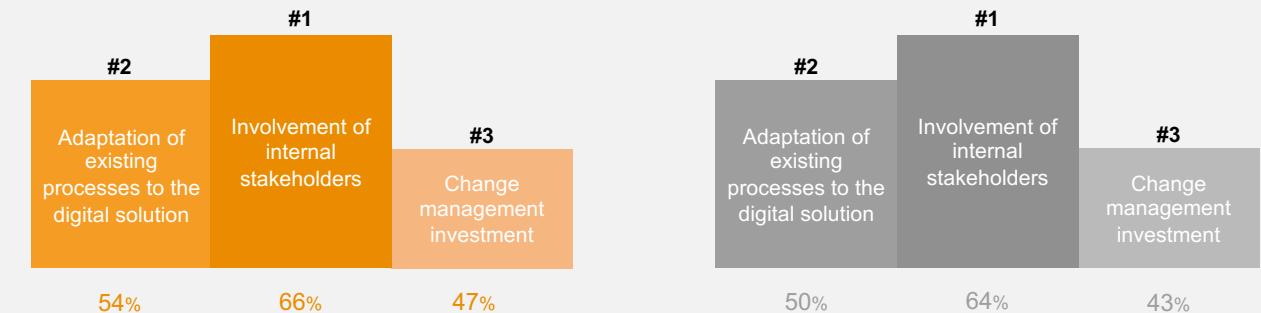 #1
#2
Adaptation of
existing
processes to the
digital solution
Involvement of
internal
stakeholders
#3
Change
management
investment
54%
66%
47%
#1
#2
Adaptation of
existing
processes to the
digital solution
Involvement of
internal
stakeholders
#3
Change
management
investment
50%
64%
43%